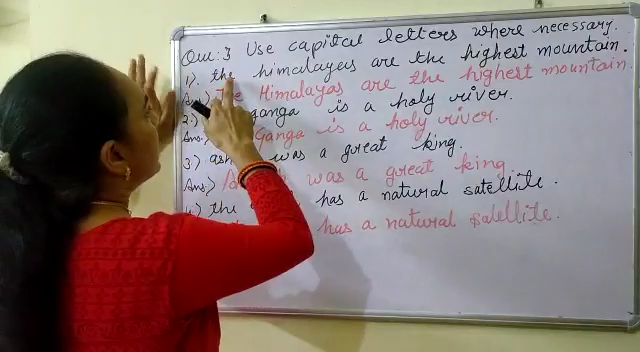 Que: 3 Use capital letters where necessary.
1). the himalayas are the highest mountain.
Ans.) The Himalayas are the highest mountain.
2.) ganga is a holy river.
Ans. Ganga is a holy river.
3.) was a great king.
Ans.) was a great king.
4.) the has a natural satellite.
has a natural satellite.